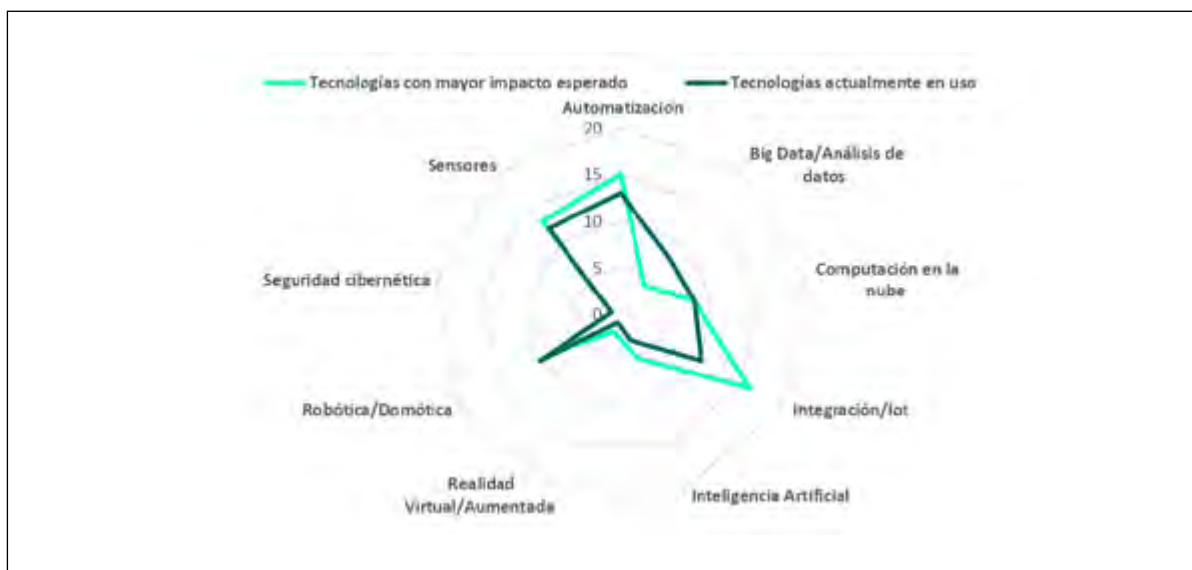 Tecnologías con mayor impacto esperado
Tecnologías actualmente en uso
Automatización
20
Sensores
Big Data/Análisis de
datos
15
10
Seguridad cibernética
5
Computación en la
nube
0
Robótica/Domótica
Integración/Iot
Realidad
Virtual/Aumentada
Inteligencia Artificial